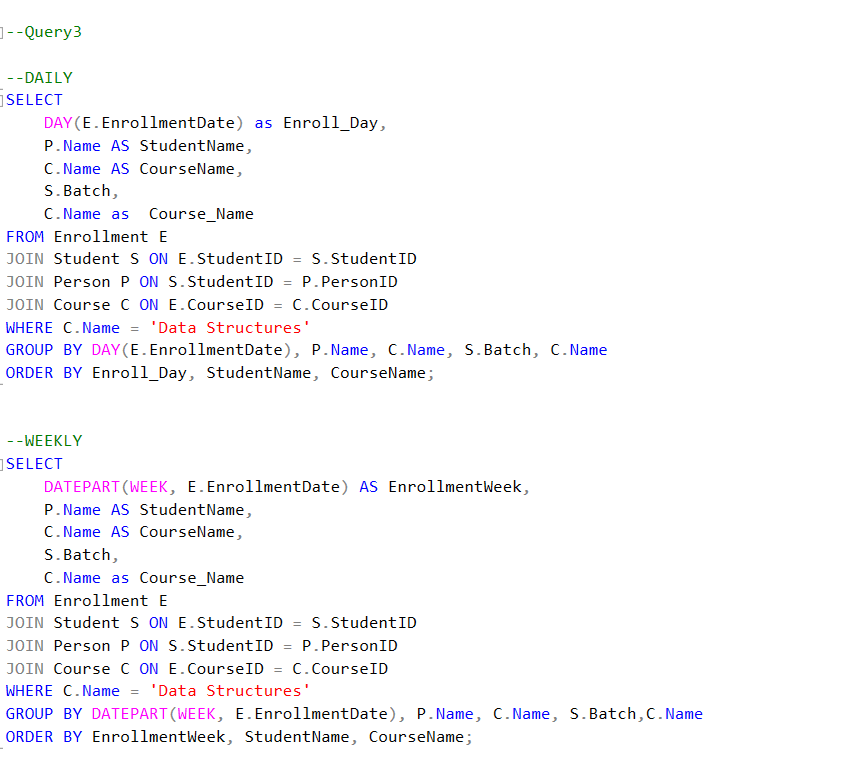 --Query3
--DAILY
SELECT
DAY(E.EnrollmentDate) as Enroll_Day,
P.Name AS StudentName,
C.Name AS CourseName,
S.Batch,
C.Name as  Course_Name
FROM Enrollment E
JOIN Student S ON E.StudentID = S.StudentID
JOIN Person P ON S.StudentID = P.PersonID
JOIN Course C ON E.CourseID = C.CourseID
WHERE C.Name = 'Data Structures'
GROUP BY DAY(E.EnrollmentDate), P.Name, C.Name, S.Batch, C.Name
ORDER BY Enroll_Day, StudentName, CourseName;
--WEEKLY
SELECT
DATEPART(WEEK, E.EnrollmentDate) AS EnrollmentWeek,
P.Name AS StudentName,
C.Name AS CourseName,
S.Batch,
C.Name as Course_Name
FROM Enrollment E
JOIN Student S ON E.StudentID = S.StudentID
JOIN Person P ON S.StudentID = P.PersonID
JOIN Course C ON E.CourseID = C.CourseID
WHERE C.Name = 'Data Structures'
GROUP BY DATEPART(WEEK, E.EnrollmentDate), P.Name, C.Name, S.Batch,C.Name
ORDER BY EnrollmentWeek, StudentName, CourseName;